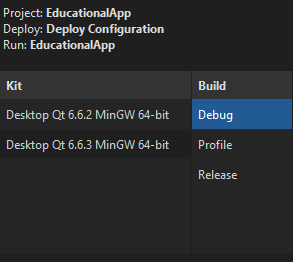 Project: EducationalApp
Deploy: Deploy Configuration
Run: EducationalApp
Kit Build
Desktop Qt 6.6.2 MinGW 64-bit Debug
Desktop Qt 6.6.3 MinGW 64-bit Profile
Release